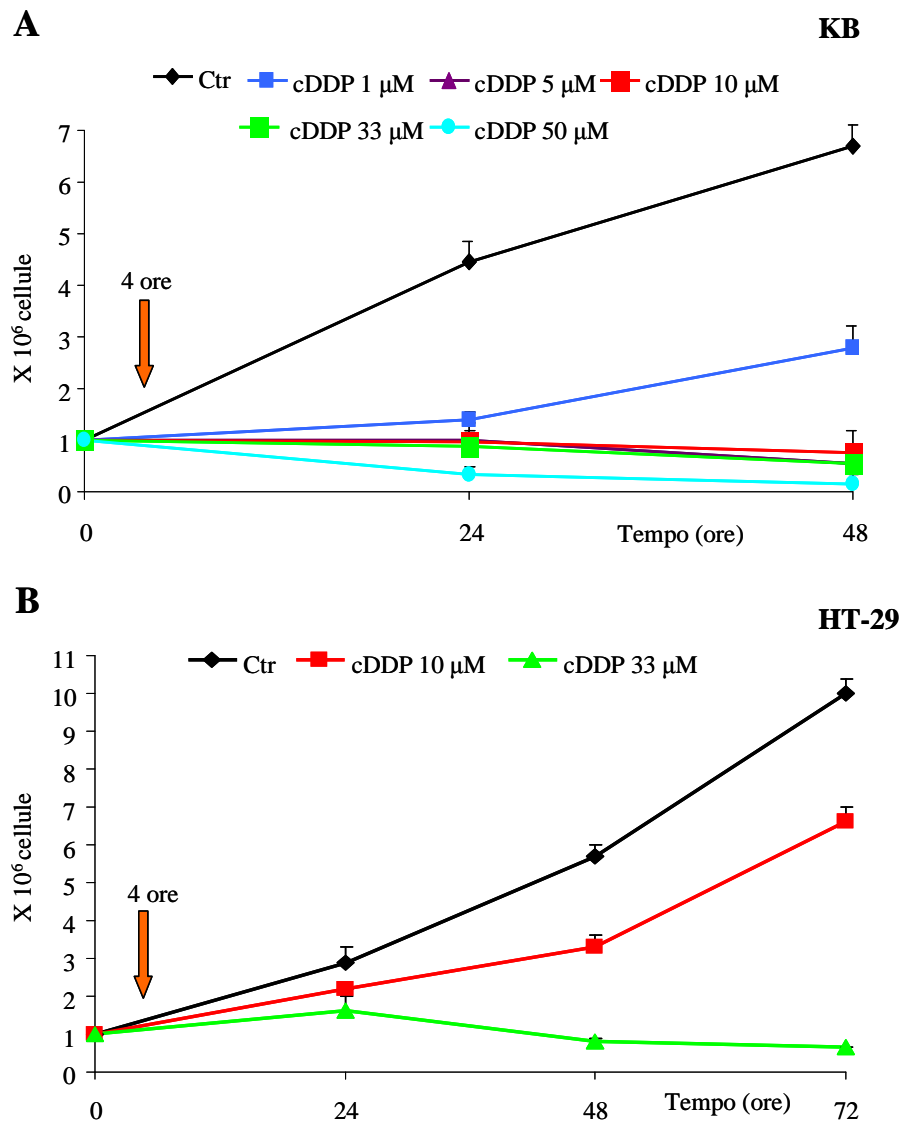 A
KB
Ctr cDDP 1 μM cDDP 5 μM cDDP 10 μM
cDDP 33 μM cDDP 50 μM
7
6
5
4
3
2
1
0
X 10⁶ cellule
4 ore
0 24 Tempo (ore) 48
B
HT-29
Ctr cDDP 10 μM cDDP 33 μM
11
10
9
8
7
6
5
4
3
2
1
0
X 10⁶ cellule
4 ore
0 24 48 Tempo (ore) 72